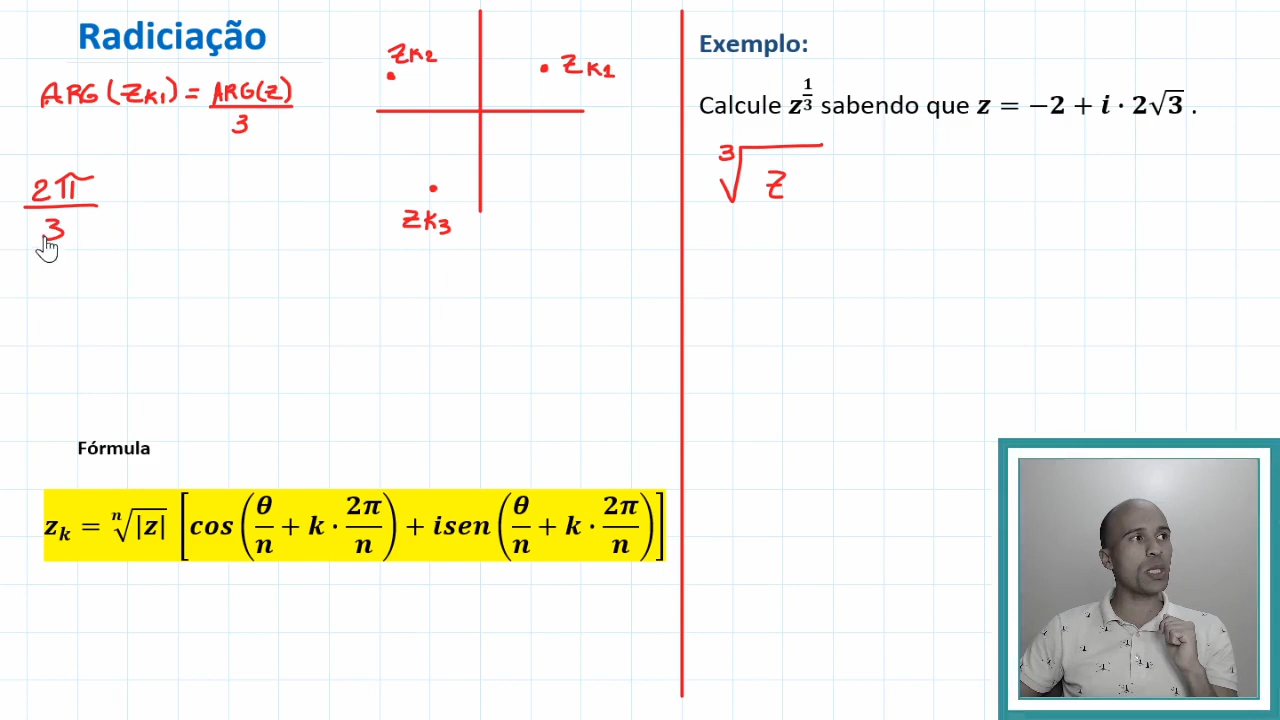 Radiciação
ARG(ZK1) = ARG(Z)/3
ZK2
ZK1
ZK3
2π/3
Fórmula
z_k = ⁿ√|z| [cos(θ/n + k · 2π/n) + isen(θ/n + k · 2π/n)]
Exemplo:
Calcule z^(1/3) sabendo que z = −2 + i · 2√3 .
³√Z